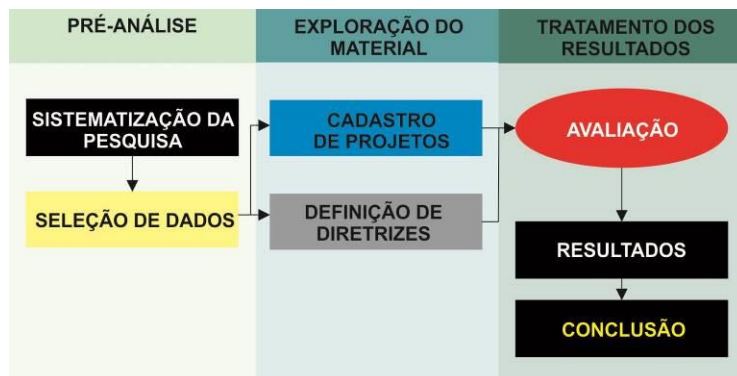 PRÉ-ANÁLISE
EXPLORAÇÃO DO
MATERIAL
TRATAMENTO DOS
RESULTADOS
SISTEMATIZAÇÃO DA
PESQUISA
SELEÇÃO DE DADOS
CADASTRO
DE PROJETOS
DEFINIÇÃO DE
DIRETRIZES
AVALIAÇÃO
RESULTADOS
CONCLUSÃO